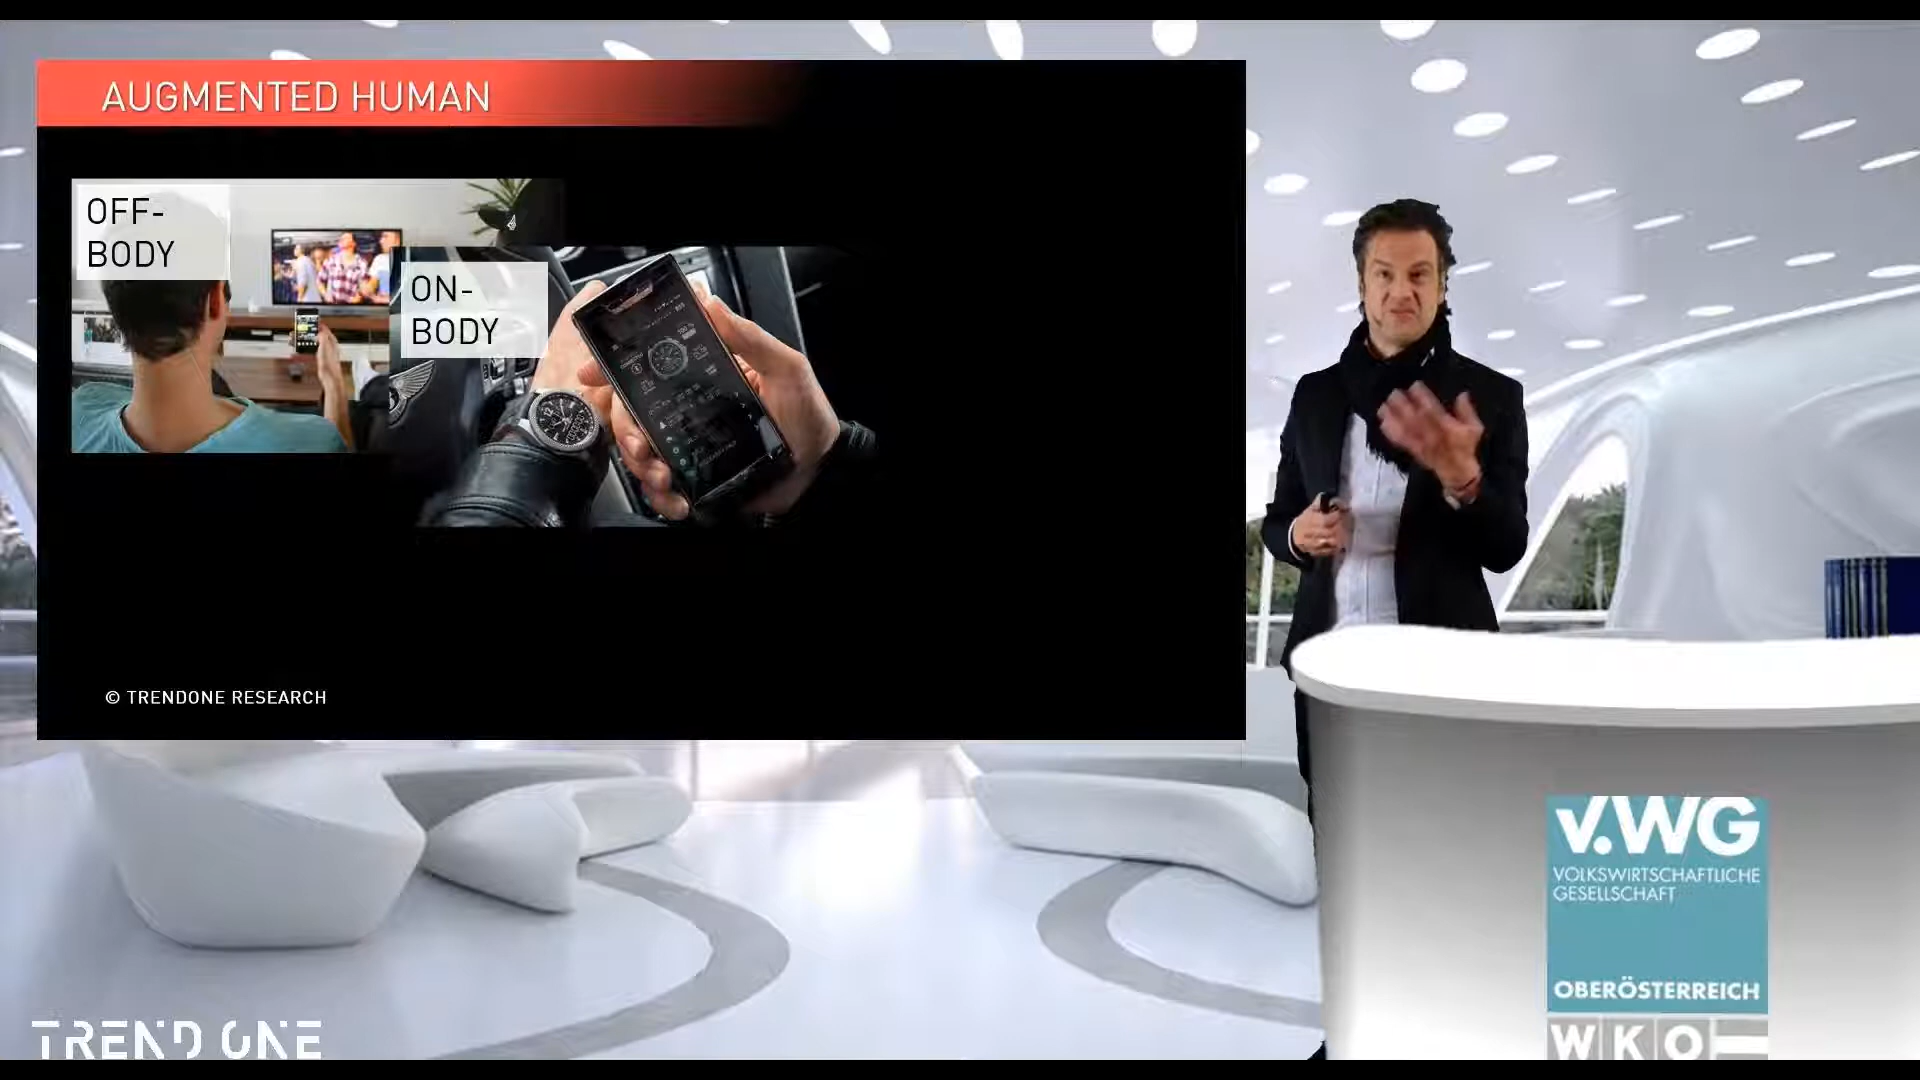 AUGMENTED HUMAN
OFF-
BODY
ON-
BODY
© TRENDONE RESEARCH
v.WG
VOLKSWIRTSCHAFTLICHE
GESELLSCHAFT
OBERÖSTERREICH
WKO
TREND ONE